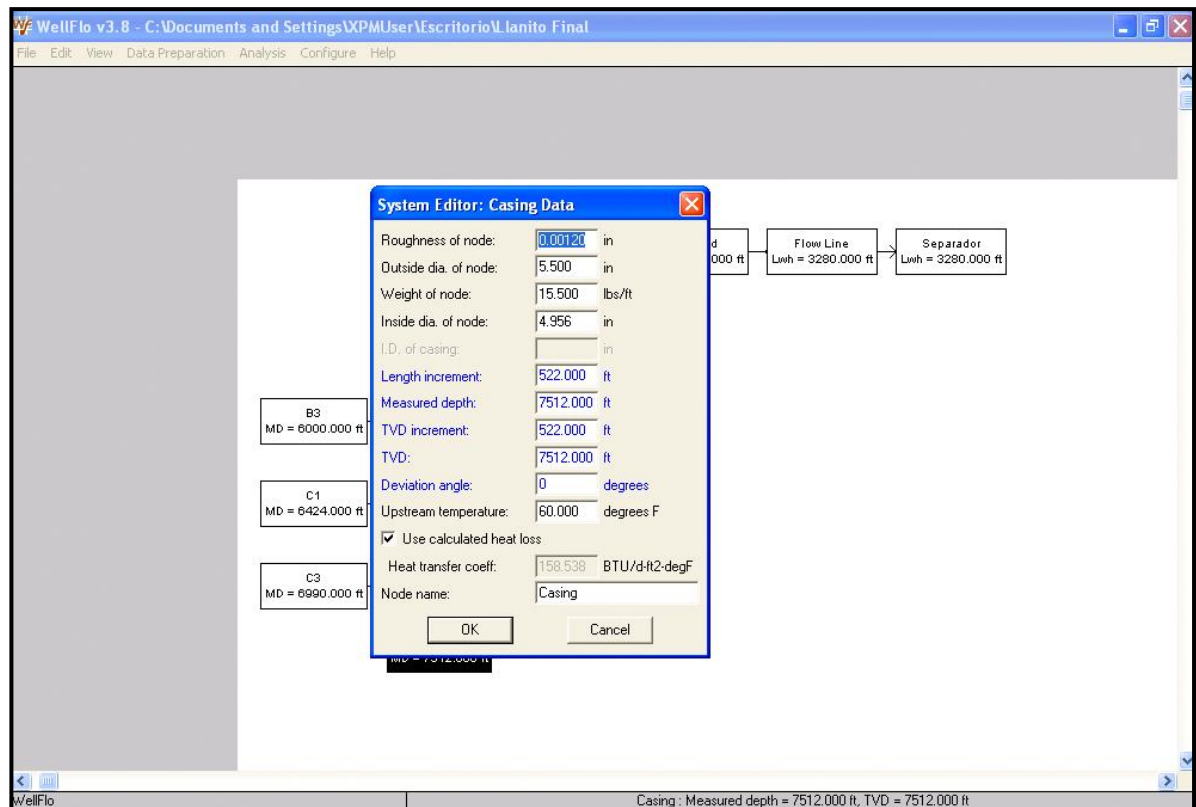 WellFlo v3.8 - C:\Documents and Settings\XPMUser\Escritorio\Llanito Final
File Edit View Data Preparation Analysis Configure Help
System Editor: Casing Data
Roughness of node: 0.00120 in
Outside dia. of node: 5.500 in
Weight of node: 15.500 lbs/ft
Inside dia. of node: 4.956 in
I.D. of casing: in
Length increment: 522.000 ft
Measured depth: 7512.000 ft
TVD increment: 522.000 ft
TVD: 7512.000 ft
Deviation angle: 0 degrees
Upstream temperature: 60.000 degrees F
Use calculated heat loss
Heat transfer coeff: 158.538 BTU/d-ft2-degF
Node name: Casing
OK Cancel
d
000 ft
Flow Line
Lwh = 3280.000 ft
Separador
Lwh = 3280.000 ft
B3
MD = 6000.000 ft
C1
MD = 6424.000 ft
C3
MD = 6990.000 ft
MD = 7512.000 ft
WellFlo
Casing : Measured depth = 7512.000 ft, TVD = 7512.000 ft